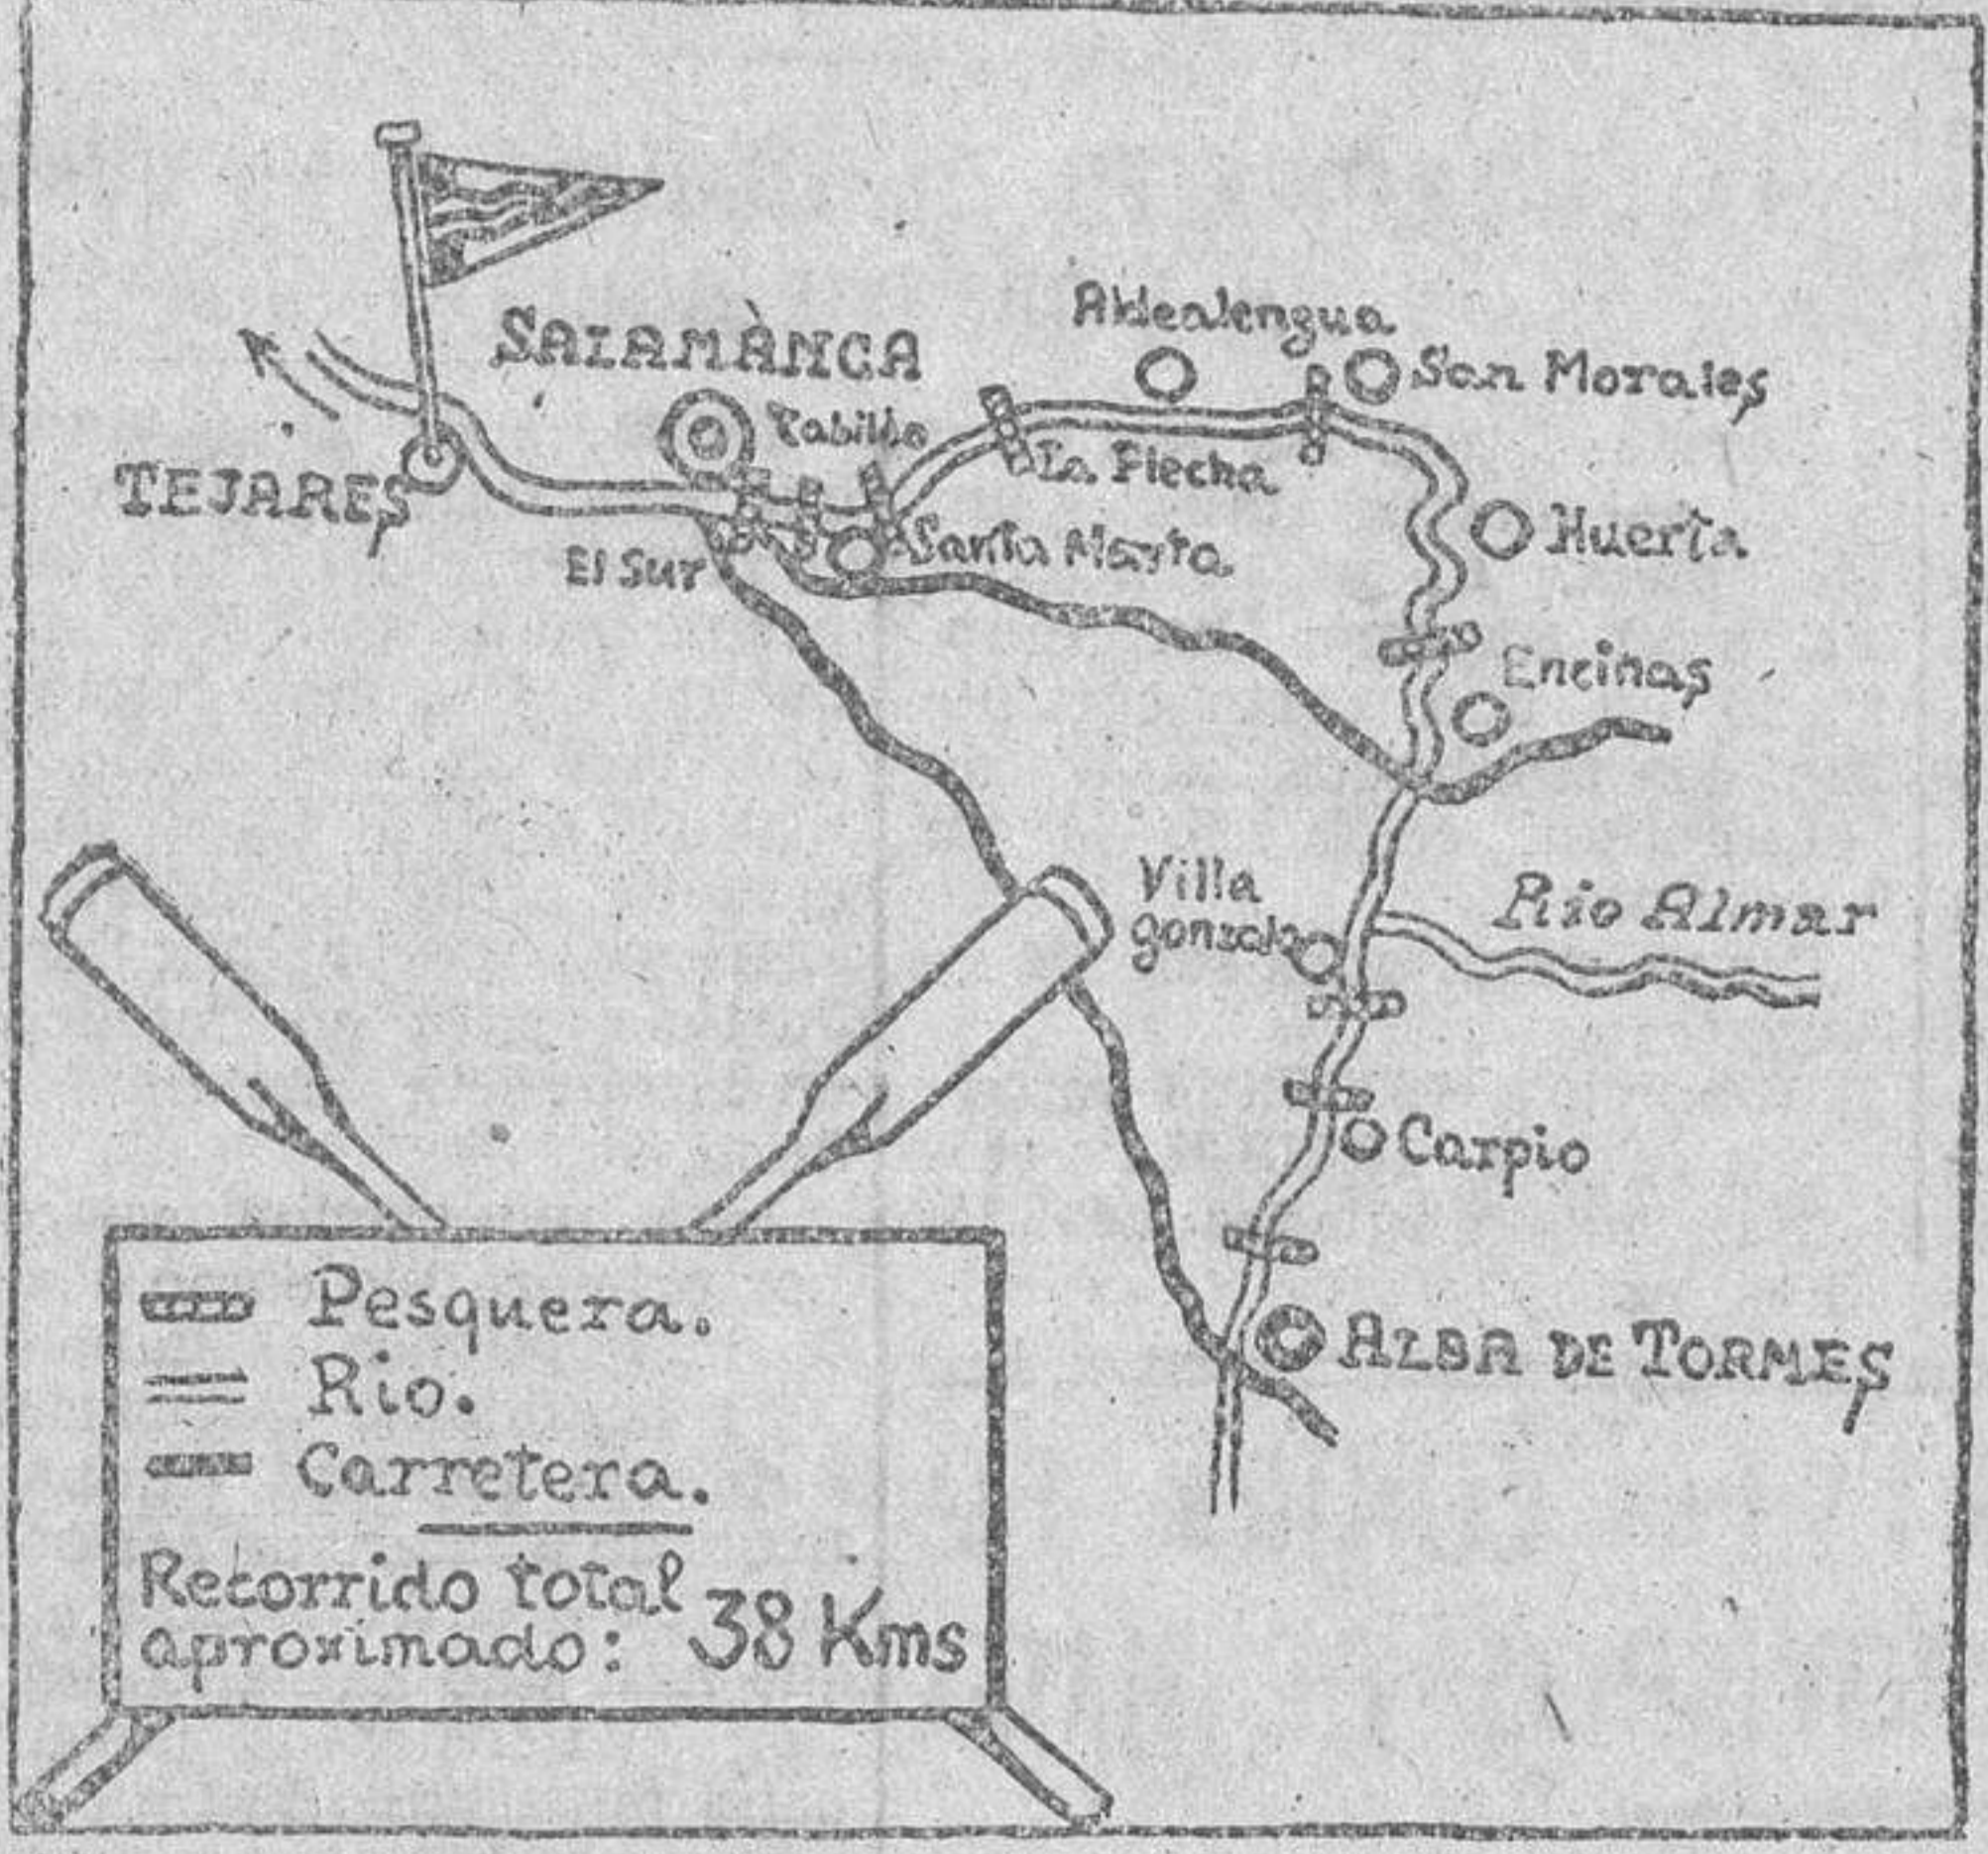 SALAMANCA
Aldealengua
San Morales
TEJARES
La Flecha
Huerta
El Sur
Santa Marta
Encinas
Villa
gonzalo
Rio Almar
Carpio
ALBA DE TORMES
Pesquera.
Rio.
Carretera.
Recorrido total
aproximado: 38 Kms